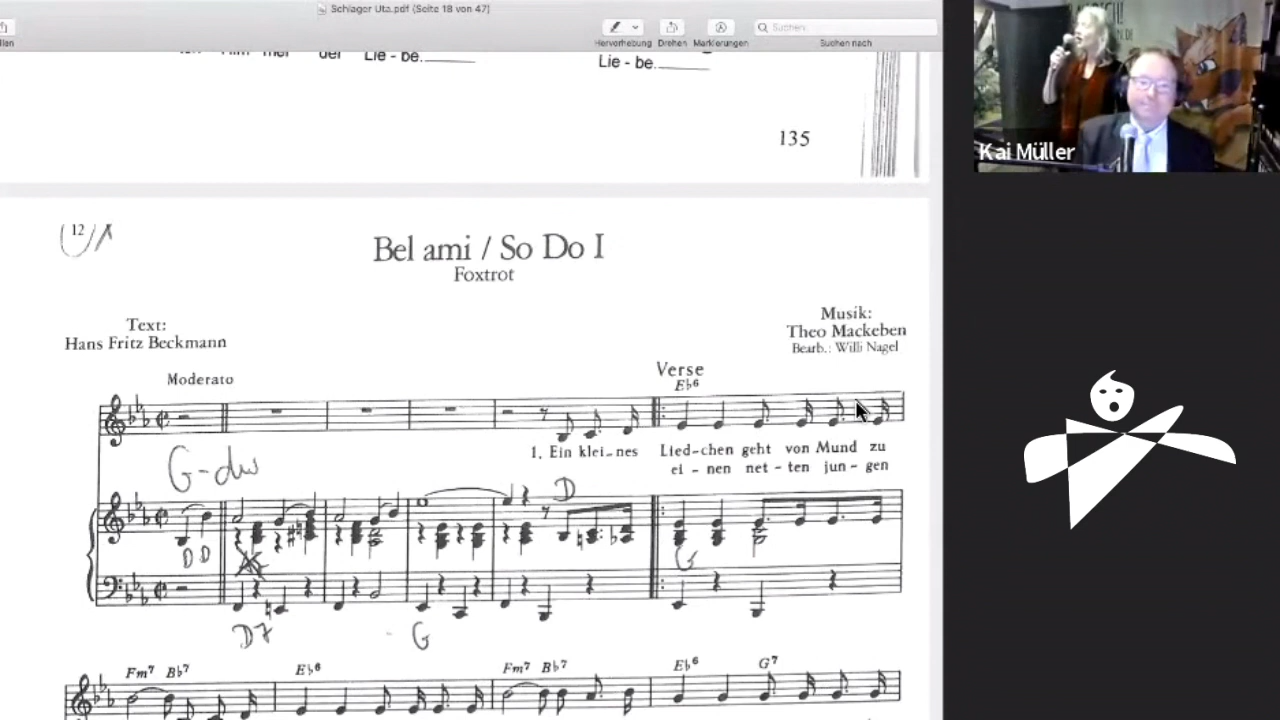 Schlager Uta.pdf (Seite 18 von 47)
Suchen
Hervorhebung Drehen Markierungen Suchen nach
der Lie - be.
Lie - be.
135
12
Bel ami / So Do I
Foxtrot
Text:
Hans Fritz Beckmann
Musik:
Theo Mackeben
Bearb.: Willi Nagel
Moderato
Verse
E♭6
1. Ein klei - nes Lied - chen geht von Mund zu
ei - nen net - ten jun - gen
G-dur
D
D D
G
D7
G
Fm7 B♭7 E♭6 Fm7 B♭7 E♭6 G7
Kai Müller